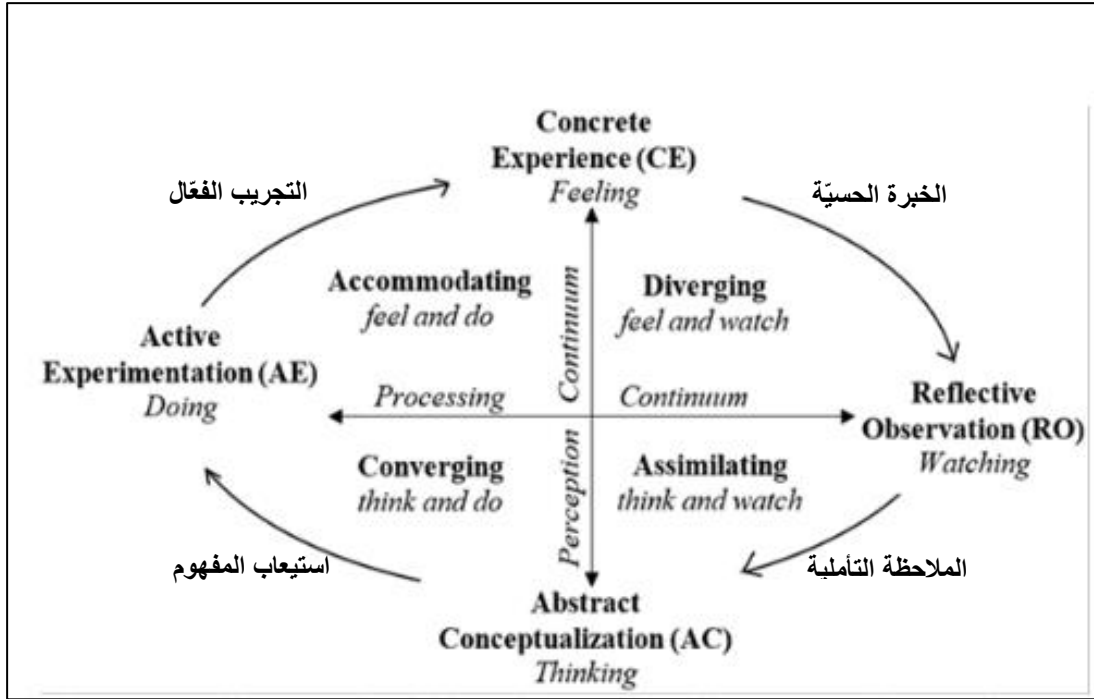 Concrete
Experience (CE)
Feeling
التجريب الفعّال
الخبرة الحسيّة
Accommodating
feel and do
Continuum
Diverging
feel and watch
Active
Experimentation (AE)
Doing
Processing
Continuum
Reflective
Observation (RO)
Watching
Converging
think and do
Perception
Assimilating
think and watch
استيعاب المفهوم
الملاحظة التأملية
Abstract
Conceptualization (AC)
Thinking